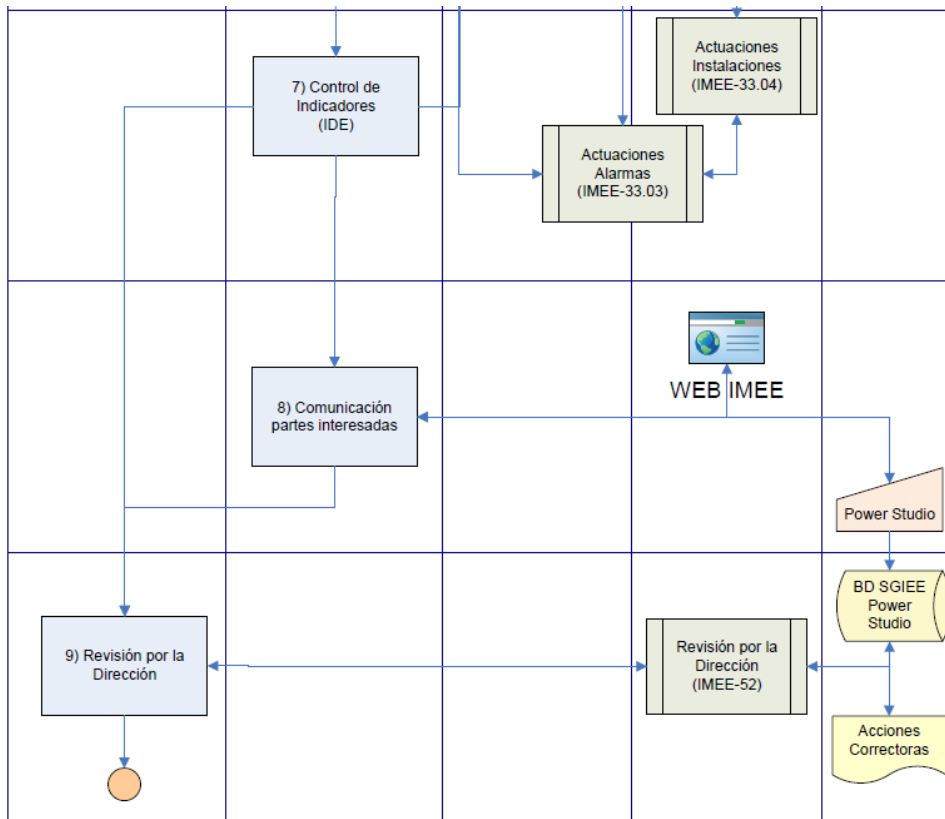 Actuaciones
Instalaciones
(IMEE-33.04)
7) Control de
Indicadores
(IDE)
Actuaciones
Alarmas
(IMEE-33.03)
WEB IMEE
8) Comunicación
partes interesadas
Power Studio
BD SGIEE
Power
Studio
9) Revisión por la
Dirección
Revisión por la
Dirección
(IMEE-52)
Acciones
Correctoras